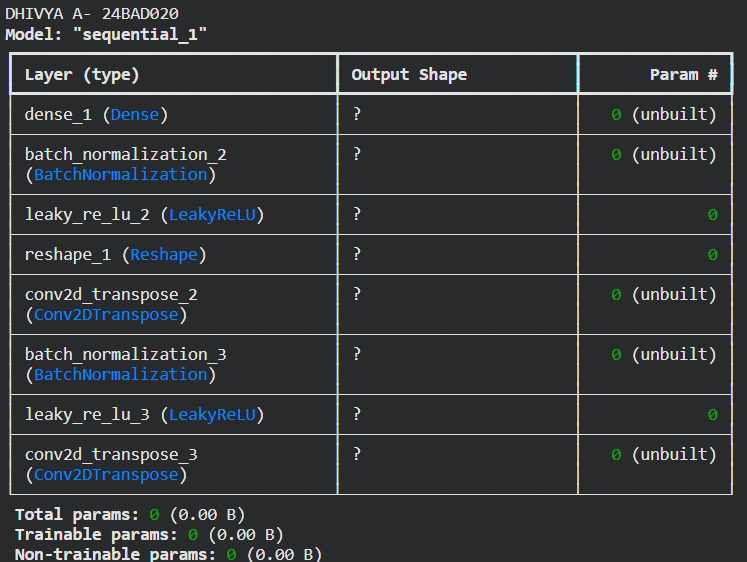 DHIVYA A- 24BAD020
Model: "sequential_1"
Layer (type) Output Shape Param #
dense_1 (Dense) ? 0 (unbuilt)
batch_normalization_2 ? 0 (unbuilt)
(BatchNormalization)
leaky_re_lu_2 (LeakyReLU) ? 0
reshape_1 (Reshape) ? 0
conv2d_transpose_2 ? 0 (unbuilt)
(Conv2DTranspose)
batch_normalization_3 ? 0 (unbuilt)
(BatchNormalization)
leaky_re_lu_3 (LeakyReLU) ? 0
conv2d_transpose_3 ? 0 (unbuilt)
(Conv2DTranspose)
Total params: 0 (0.00 B)
Trainable params: 0 (0.00 B)
Non-trainable params: 0 (0.00 B)